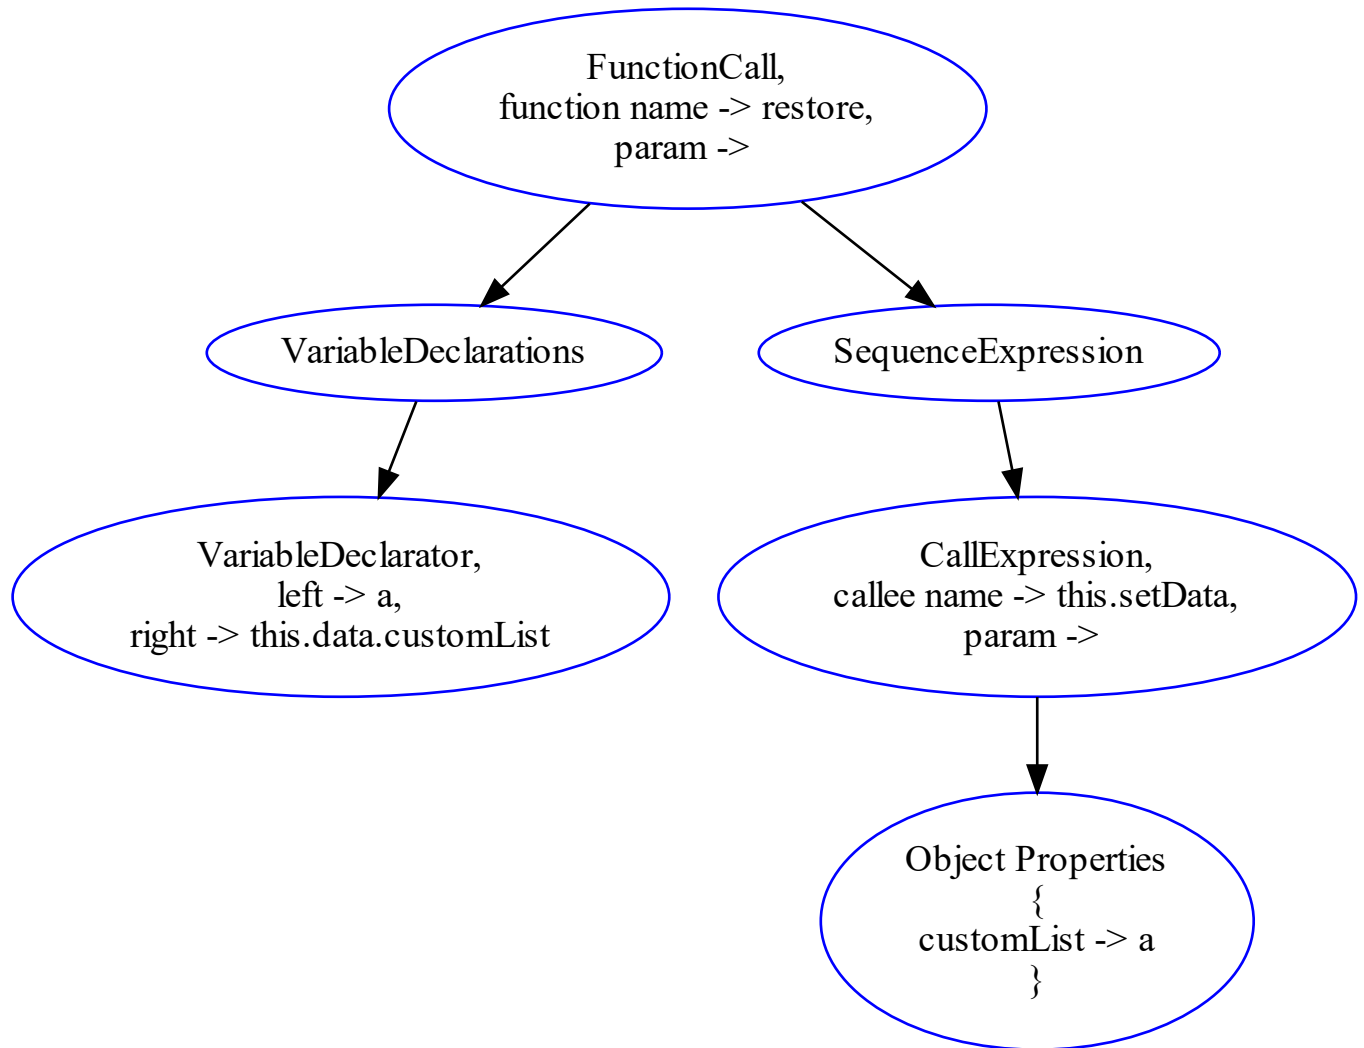 FunctionCall,
function name -> restore,
param ->
VariableDeclarations
SequenceExpression
VariableDeclarator,
left -> a,
right -> this.data.customList
CallExpression,
callee name -> this.setData,
param ->
Object Properties
{
customList -> a
}